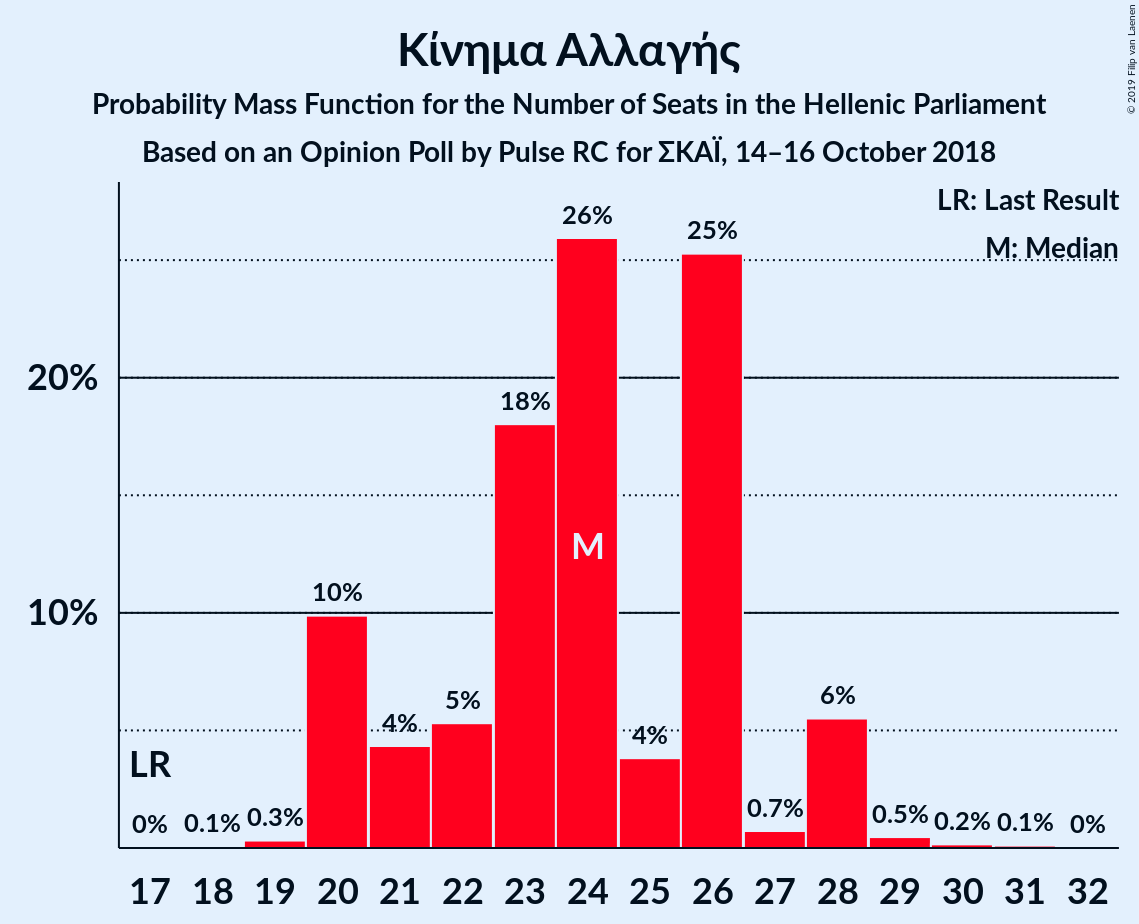 Κίνημα Αλλαγής
Probability Mass Function for the Number of Seats in the Hellenic Parliament
Based on an Opinion Poll by Pulse RC for ΣΚΑΪ, 14–16 October 2018
© 2019 Filip van Laenen
LR: Last Result
M: Median
26%
25%
20%
18%
M
10%
10%
6%
5%
4%
4%
LR
0%
0.1%
0.3%
0.7%
0.5%
0.2%
0.1%
0%
17 18 19 20 21 22 23 24 25 26 27 28 29 30 31 32